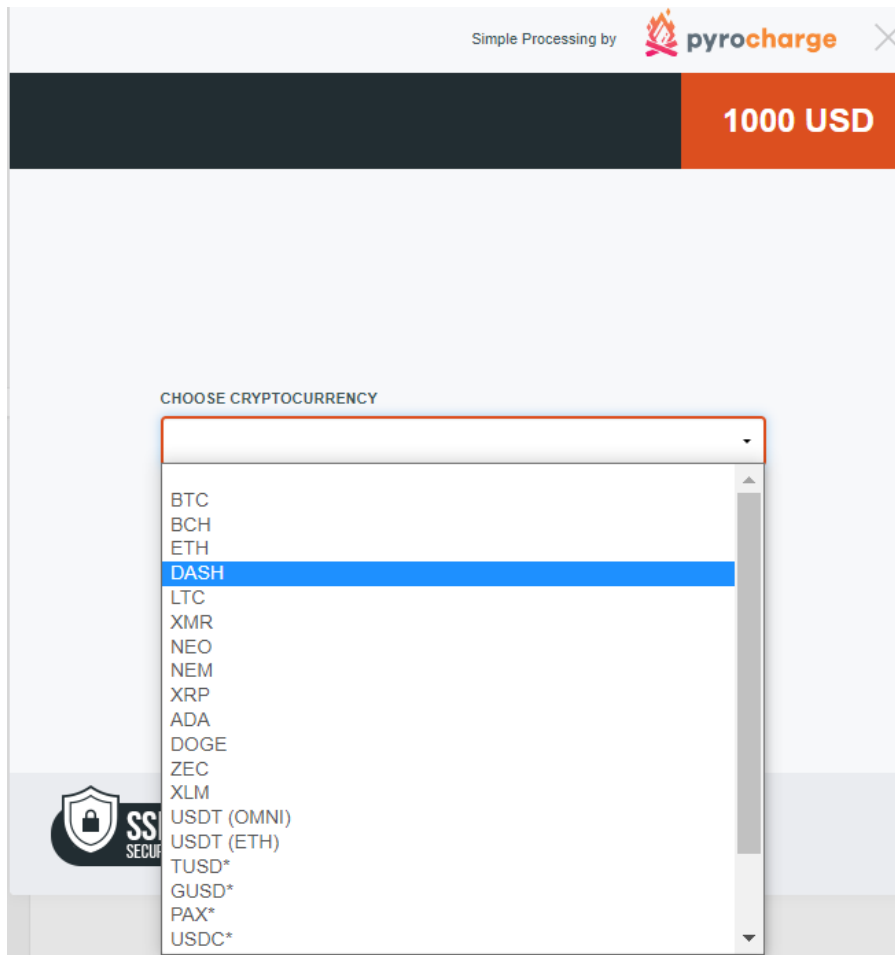 Simple Processing by pyrocharge
1000 USD
CHOOSE CRYPTOCURRENCY
BTC
BCH
ETH
DASH
LTC
XMR
NEO
NEM
XRP
ADA
DOGE
ZEC
XLM
USDT (OMNI)
USDT (ETH)
TUSD*
GUSD*
PAX*
USDC*